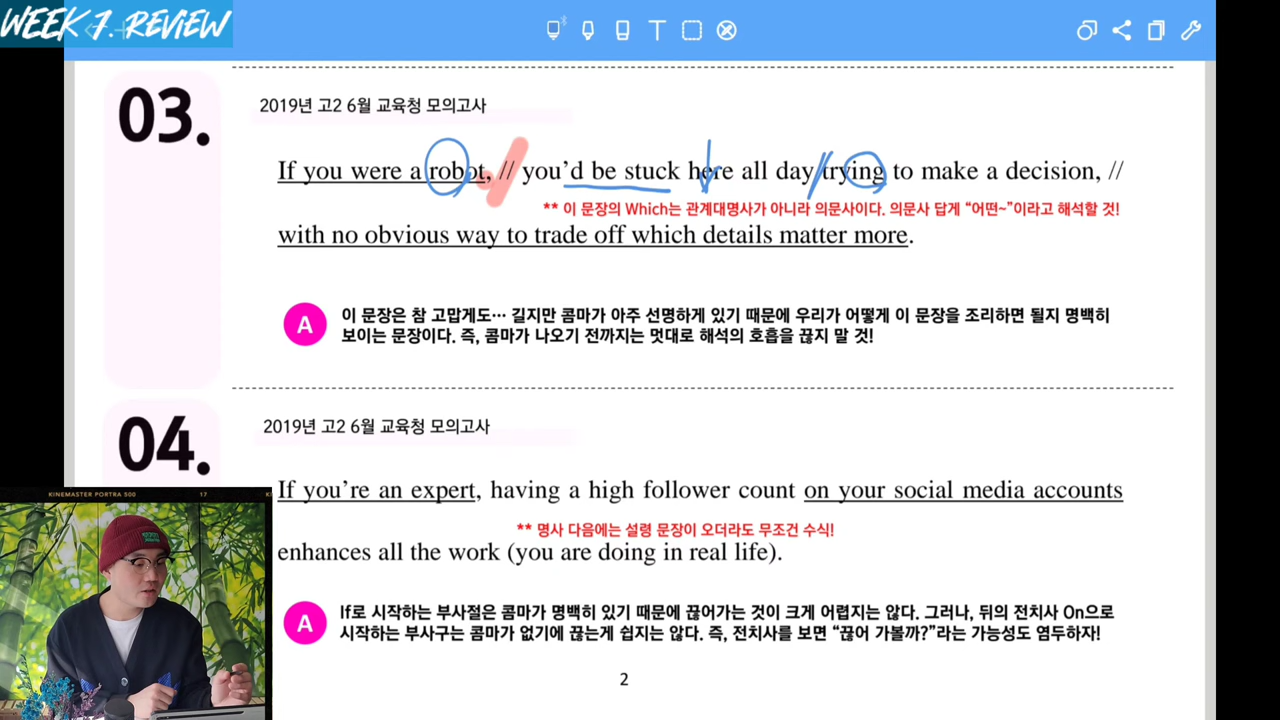 WEEK 7. REVIEW
T
03.
2019년 고2 6월 교육청 모의고사
If you were a robot, // you'd be stuck here all day trying to make a decision, //
** 이 문장의 Which는 관계대명사가 아니라 의문사이다. 의문사 답게 “어떤~”이라고 해석할 것!
with no obvious way to trade off which details matter more.
A
이 문장은 참 고맙게도… 길지만 콤마가 아주 선명하게 있기 때문에 우리가 어떻게 이 문장을 조리하면 될지 명백히
보이는 문장이다. 즉, 콤마가 나오기 전까지는 멋대로 해석의 호흡을 끊지 말 것!
04.
2019년 고2 6월 교육청 모의고사
If you're an expert, having a high follower count on your social media accounts
** 명사 다음에는 설령 문장이 오더라도 무조건 수식!
enhances all the work (you are doing in real life).
A
If로 시작하는 부사절은 콤마가 명백히 있기 때문에 끊어가는 것이 크게 어렵지는 않다. 그러나, 뒤의 전치사 On으로
시작하는 부사구는 콤마가 없기에 끊는게 쉽지는 않다. 즉, 전치사를 보면 “끊어 가볼까?”라는 가능성도 염두하자!
2
KINEMASTER PORTRA 500
17